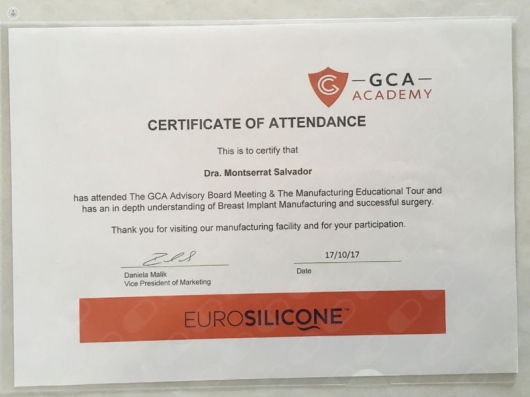 GCA
ACADEMY
CERTIFICATE OF ATTENDANCE
This is to certify that
Dra. Montserrat Salvador
has attended The GCA Advisory Board Meeting & The Manufacturing Educational Tour and
has an in depth understanding of Breast Implant Manufacturing and successful surgery.
Thank you for visiting our manufacturing facility and for your participation.
17/10/17
Daniela Malik
Date
Vice President of Marketing
EUROSILICONE™